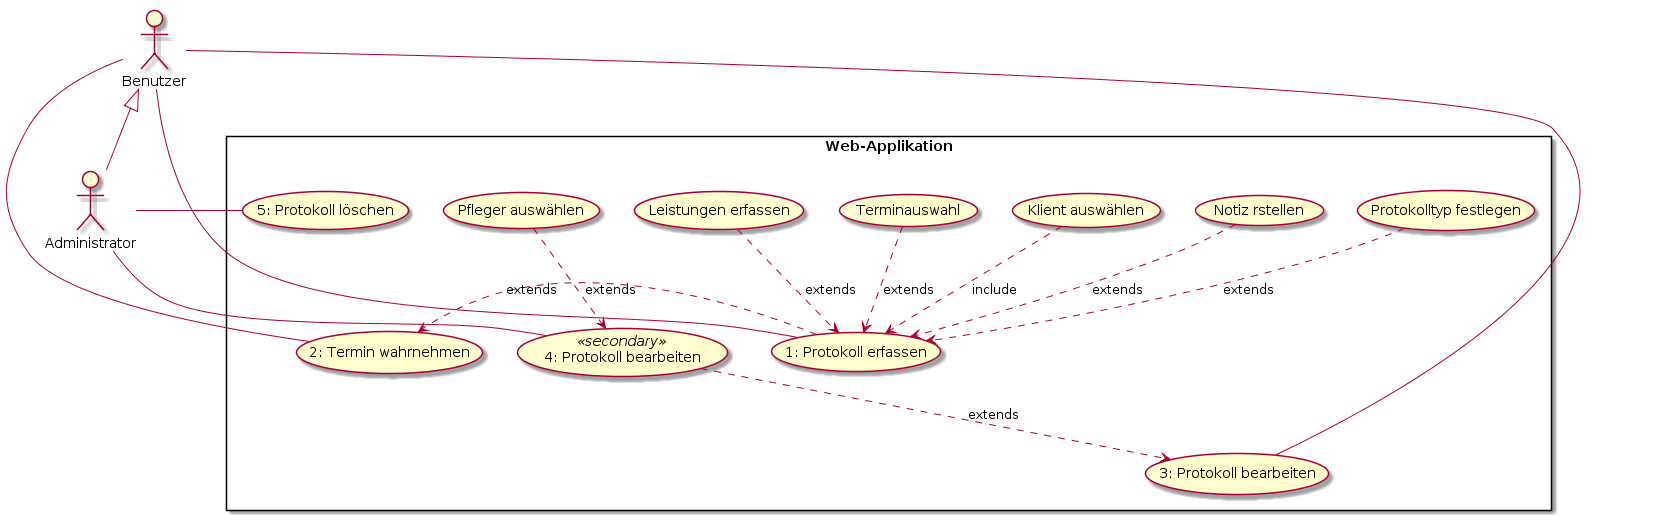 Benutzer
Web-Applikation
Administrator
5: Protokoll löschen
Pfleger auswählen
Leistungen erfassen
Terminauswahl
Klient auswählen
Notiz rstellen
Protokolltyp festlegen
extends
extends
extends
extends
include
extends
extends
2: Termin wahrnehmen
«secondary»
4: Protokoll bearbeiten
1: Protokoll erfassen
extends
3: Protokoll bearbeiten